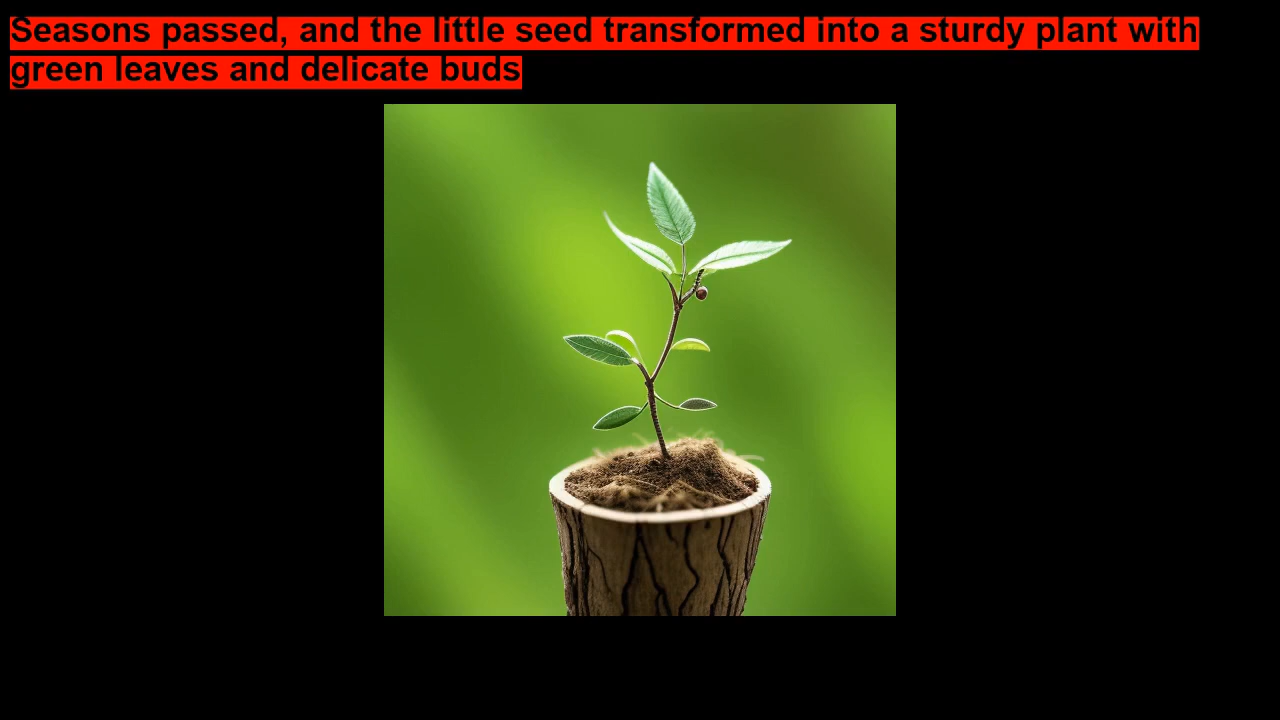 Seasons passed, and the little seed transformed into a sturdy plant with
green leaves and delicate buds